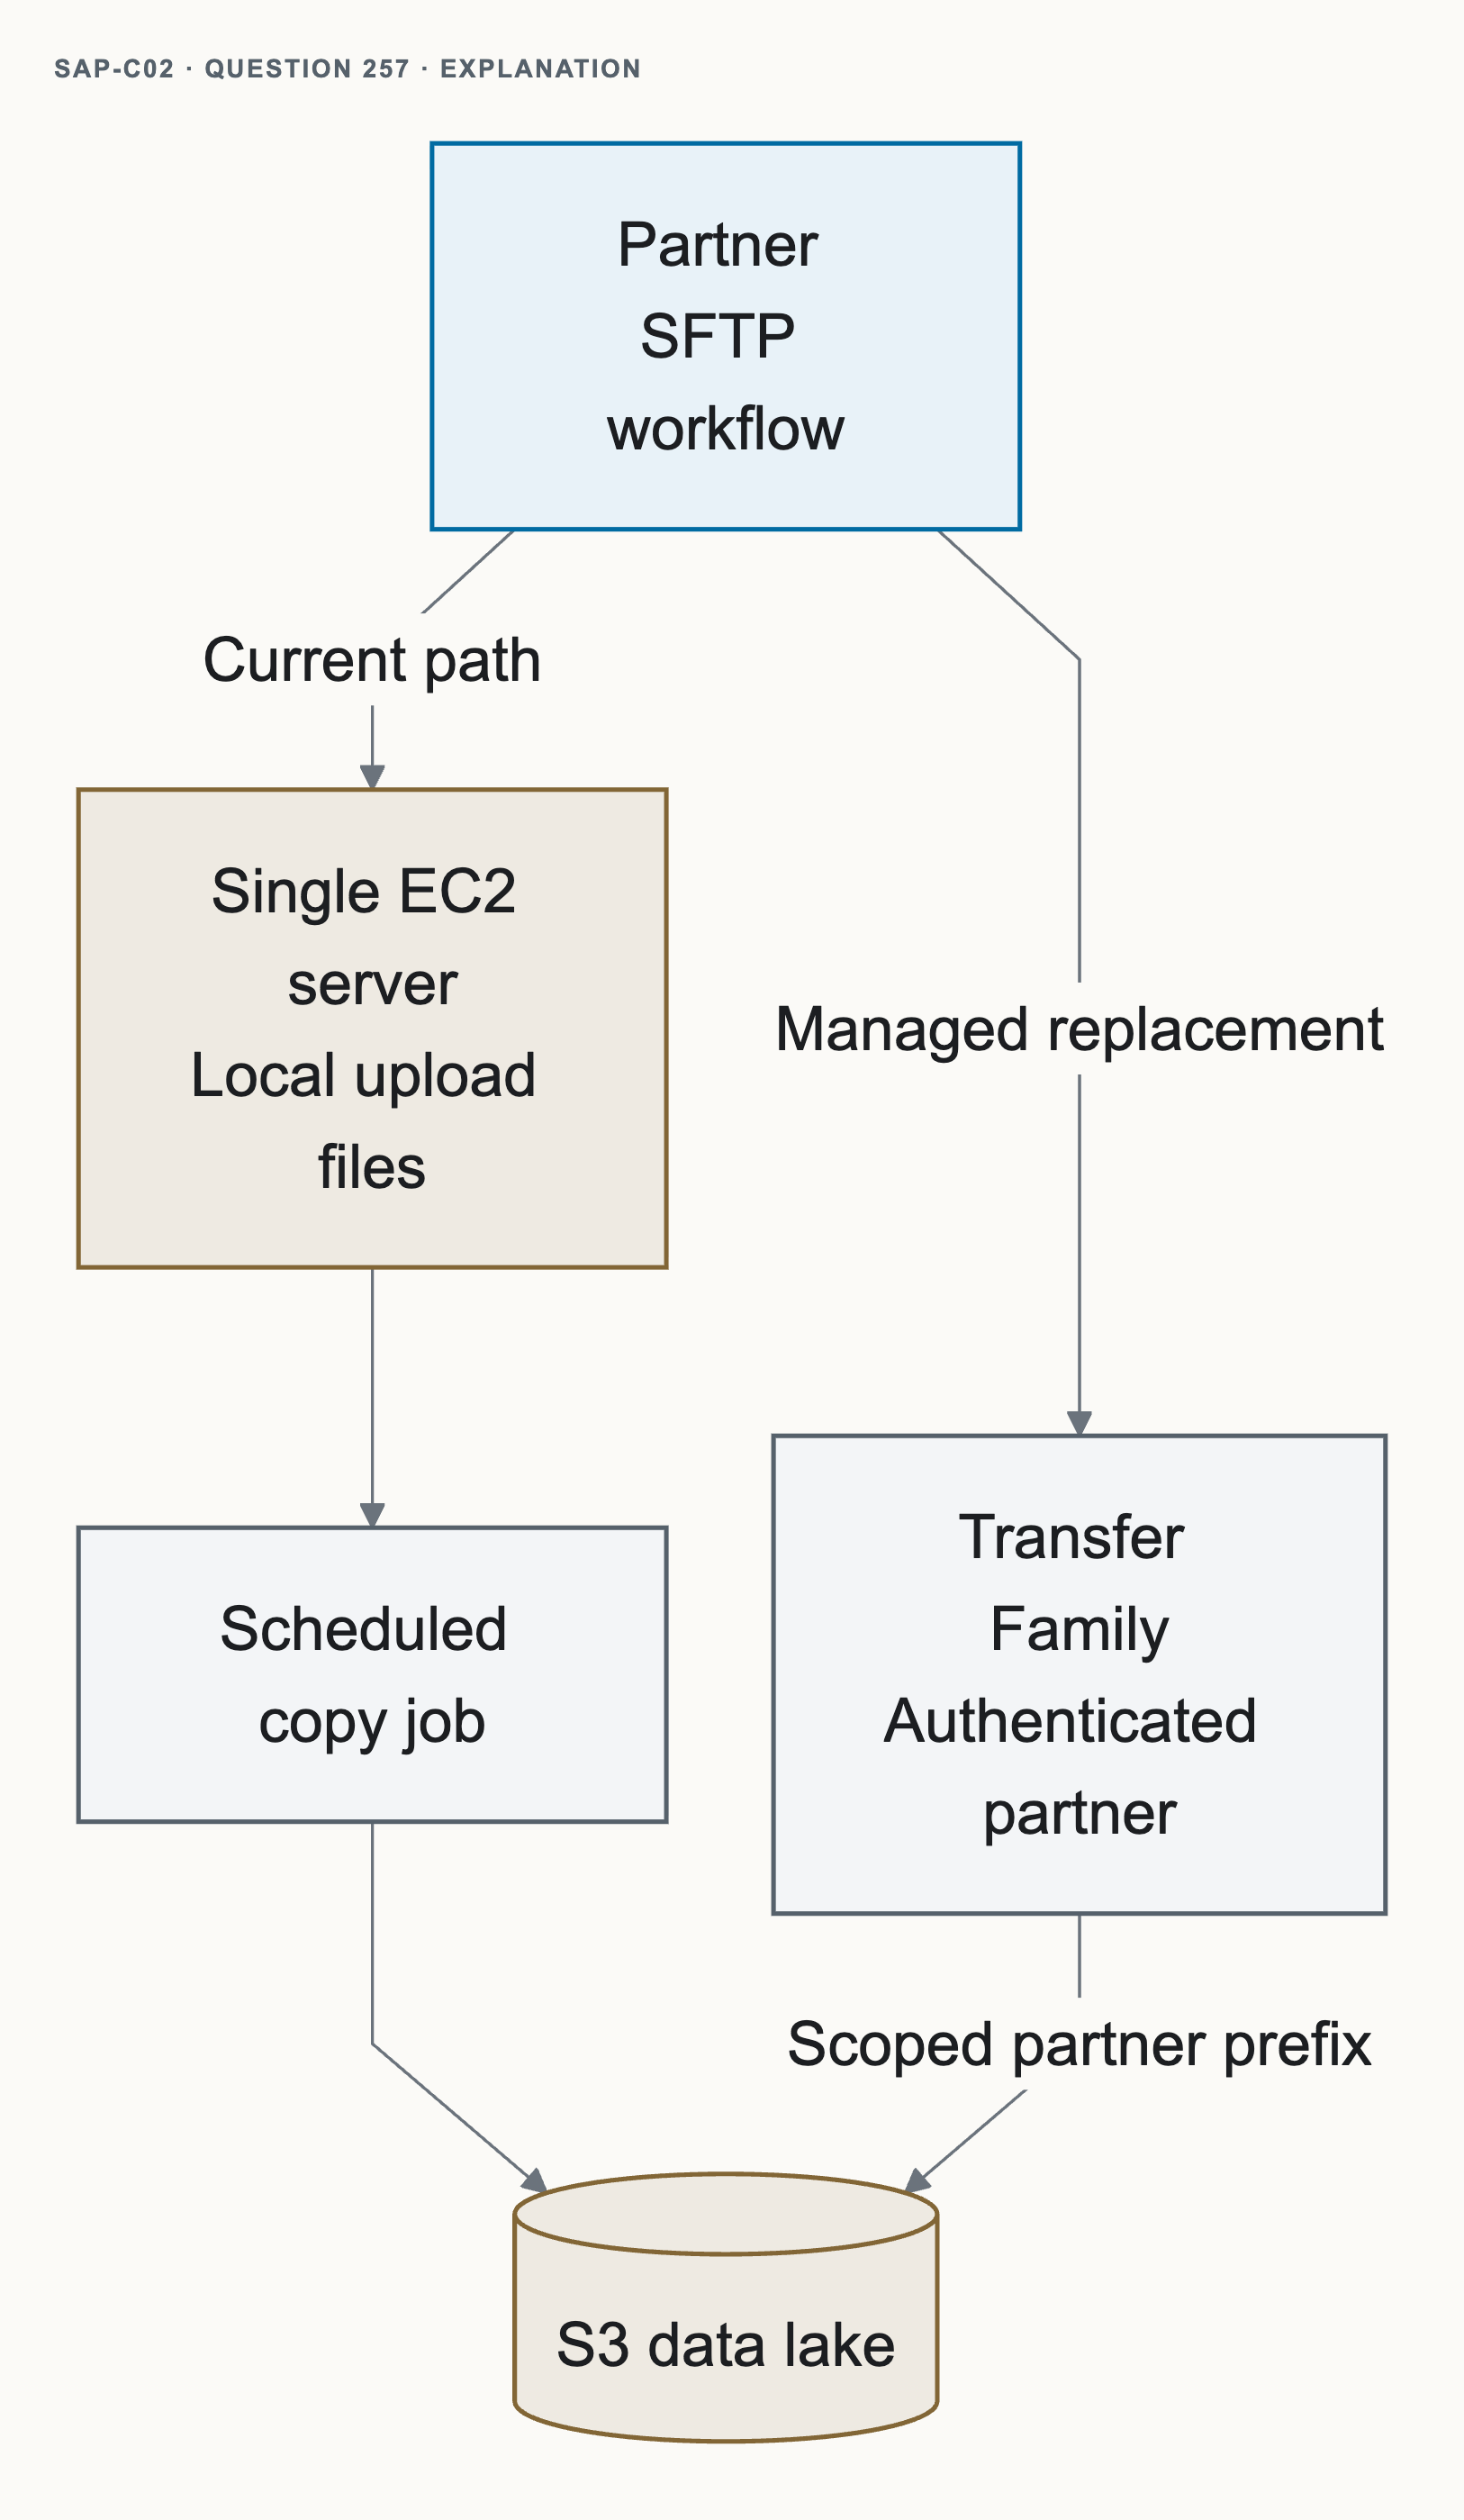 SAP-C02 · QUESTION 257 · EXPLANATION
Partner
SFTP
workflow
Current path
Single EC2
server
Local upload
files
Managed replacement
Scheduled
copy job
Transfer
Family
Authenticated
partner
Scoped partner prefix
S3 data lake